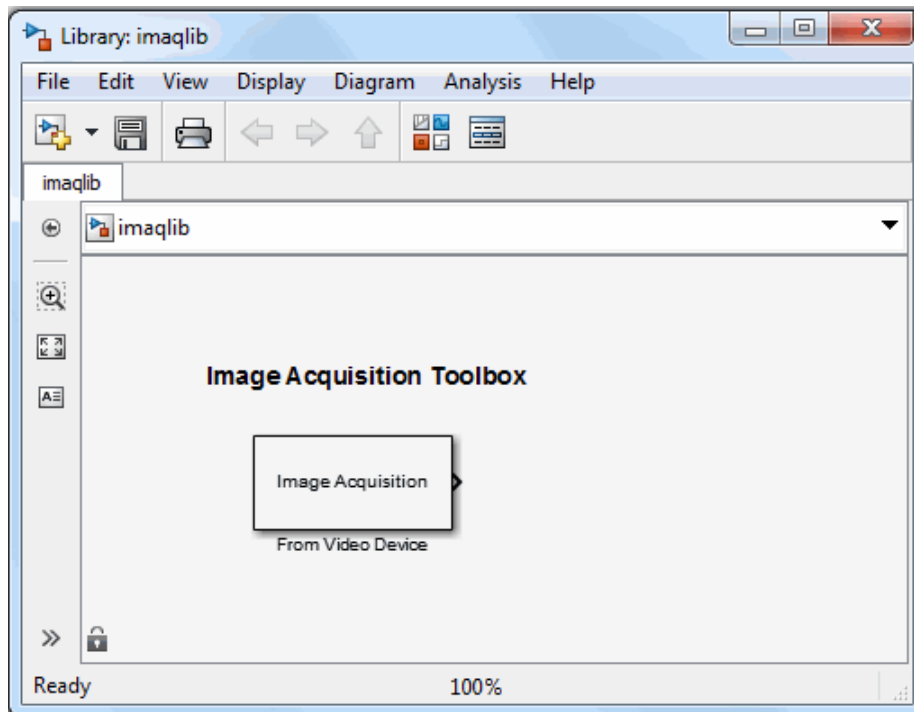 Library: imaqlib
File Edit View Display Diagram Analysis Help
imaqlib
imaqlib
Image Acquisition Toolbox
Image Acquisition
From Video Device
Ready 100%